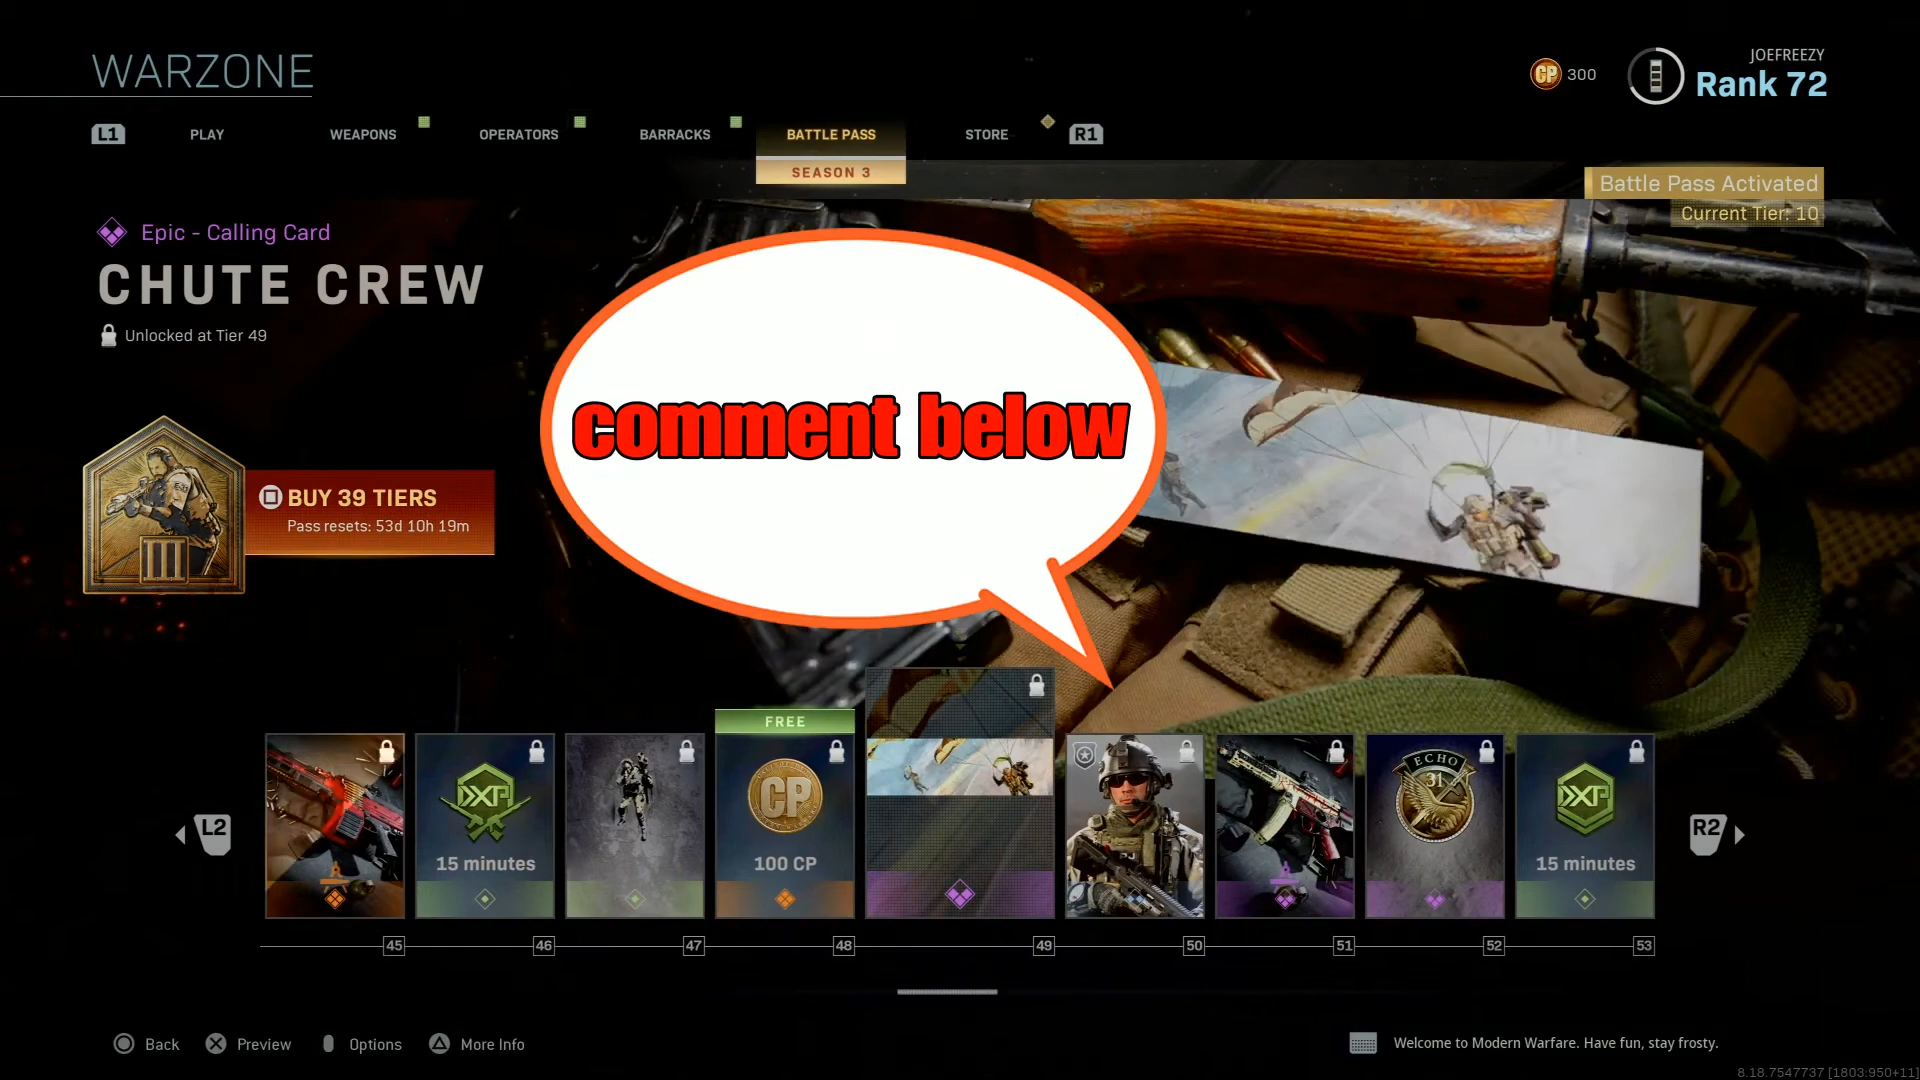 WARZONE
CP 300
JOEFREEZY
Rank 72
L1 PLAY WEAPONS OPERATORS BARRACKS BATTLE PASS STORE R1
SEASON 3
Battle Pass Activated
Current Tier: 10
Epic - Calling Card
CHUTE CREW
Unlocked at Tier 49
comment below
III
BUY 39 TIERS
Pass resets: 53d 10h 19m
FREE
L2
R2
DXP
15 minutes
CP
100 CP
ECHO
31
DXP
15 minutes
45 46 47 48 49 50 51 52 53
Back Preview Options More Info
Welcome to Modern Warfare. Have fun, stay frosty.
8.18.7547737 [1803:950+11]